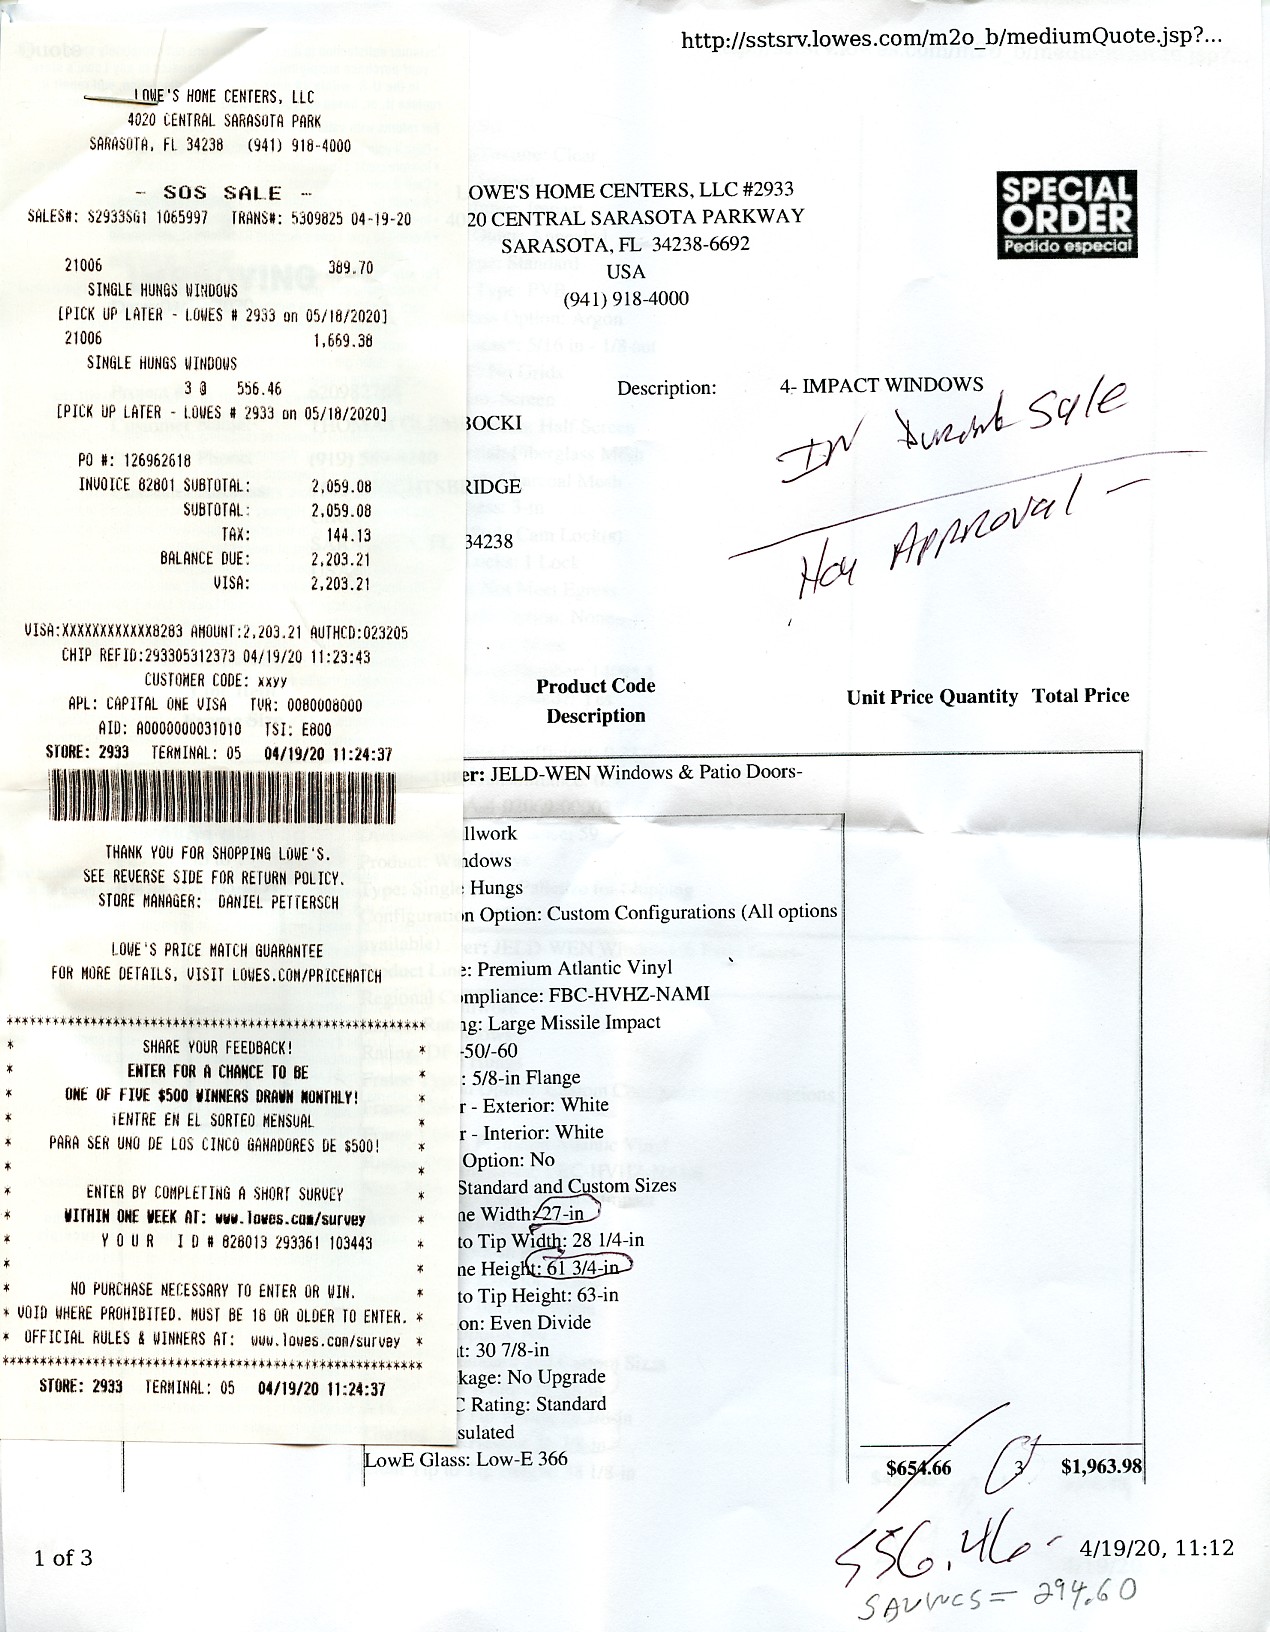 http://sstsrv.lowes.com/m2o_b/mediumQuote.jsp?...
LOWE'S HOME CENTERS, LLC
4020 CENTRAL SARASOTA PARK
SARASOTA, FL 34238 (941) 918-4000
- SOS SALE -
SALES#: S2933SG1 1065997 TRANS#: 5309825 04-19-20
21006 389.70
SINGLE HUNGS WINDOWS
[PICK UP LATER - LOWES # 2933 on 05/18/2020]
21006 1,669.38
SINGLE HUNGS WINDOWS
3 @ 556.46
[PICK UP LATER - LOWES # 2933 on 05/18/2020]
PO #: 126962618
INVOICE 82801 SUBTOTAL: 2,059.08
SUBTOTAL: 2,059.08
TAX: 144.13
BALANCE DUE: 2,203.21
VISA: 2,203.21
VISA:XXXXXXXXXXXX8283 AMOUNT:2,203.21 AUTHCD:023205
CHIP REFID:293305312373 04/19/20 11:23:43
CUSTOMER CODE: xxyy
APL: CAPITAL ONE VISA TVR: 0080008000
AID: A0000000031010 TSI: E800
STORE: 2933 TERMINAL: 05 04/19/20 11:24:37
THANK YOU FOR SHOPPING LOWE'S.
SEE REVERSE SIDE FOR RETURN POLICY.
STORE MANAGER: DANIEL PETTERSCH
LOWE'S PRICE MATCH GUARANTEE
FOR MORE DETAILS, VISIT LOWES.COM/PRICEMATCH
****************************************************
* SHARE YOUR FEEDBACK! *
* ENTER FOR A CHANCE TO BE *
* ONE OF FIVE $500 WINNERS DRAWN MONTHLY! *
* ¡ENTRE EN EL SORTEO MENSUAL *
* PARA SER UNO DE LOS CINCO GANADORES DE $500! *
* *
* ENTER BY COMPLETING A SHORT SURVEY *
* WITHIN ONE WEEK AT: www.lowes.com/survey *
* Y O U R I D # 828013 293361 103443 *
* *
* NO PURCHASE NECESSARY TO ENTER OR WIN. *
* VOID WHERE PROHIBITED. MUST BE 18 OR OLDER TO ENTER. *
* OFFICIAL RULES & WINNERS AT: www.lowes.com/survey *
****************************************************
STORE: 2933 TERMINAL: 05 04/19/20 11:24:37
OWE'S HOME CENTERS, LLC #2933
20 CENTRAL SARASOTA PARKWAY
SARASOTA, FL 34238-6692
USA
(941) 918-4000
SPECIAL
ORDER
Pedido especial
Description: 4- IMPACT WINDOWS
BOCKI
RIDGE
34238
IN Sale
Hoa APPROVAL -
Product Code
Description
Unit Price Quantity Total Price
er: JELD-WEN Windows & Patio Doors-
llwork
ndows
: Hungs
n Option: Custom Configurations (All options
e: Premium Atlantic Vinyl
mpliance: FBC-HVHZ-NAMI
ng: Large Missile Impact
-50/-60
: 5/8-in Flange
r - Exterior: White
r - Interior: White
Option: No
Standard and Custom Sizes
ne Width: 27-in
to Tip Width: 28 1/4-in
ne Height: 61 3/4-in
to Tip Height: 63-in
on: Even Divide
t: 30 7/8-in
kage: No Upgrade
C Rating: Standard
sulated
LowE Glass: Low-E 366
$654.66 3 $1,963.98
556.46 -
SAVINGS = 294.60
1 of 3
4/19/20, 11:12